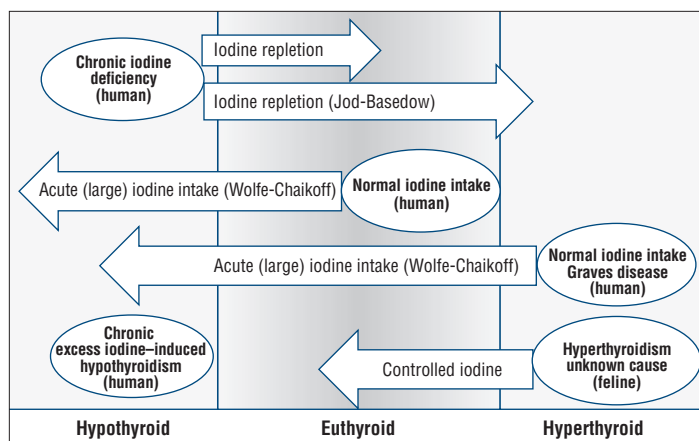 Chronic iodine
deficiency
(human)
Iodine repletion
Iodine repletion (Jod-Basedow)
Acute (large) iodine intake (Wolfe-Chaikoff)
Normal iodine intake
(human)
Acute (large) iodine intake (Wolfe-Chaikoff)
Normal iodine intake
Graves disease
(human)
Chronic
excess iodine–induced
hypothyroidism
(human)
Controlled iodine
Hyperthyroidism
unknown cause
(feline)
Hypothyroid
Euthyroid
Hyperthyroid